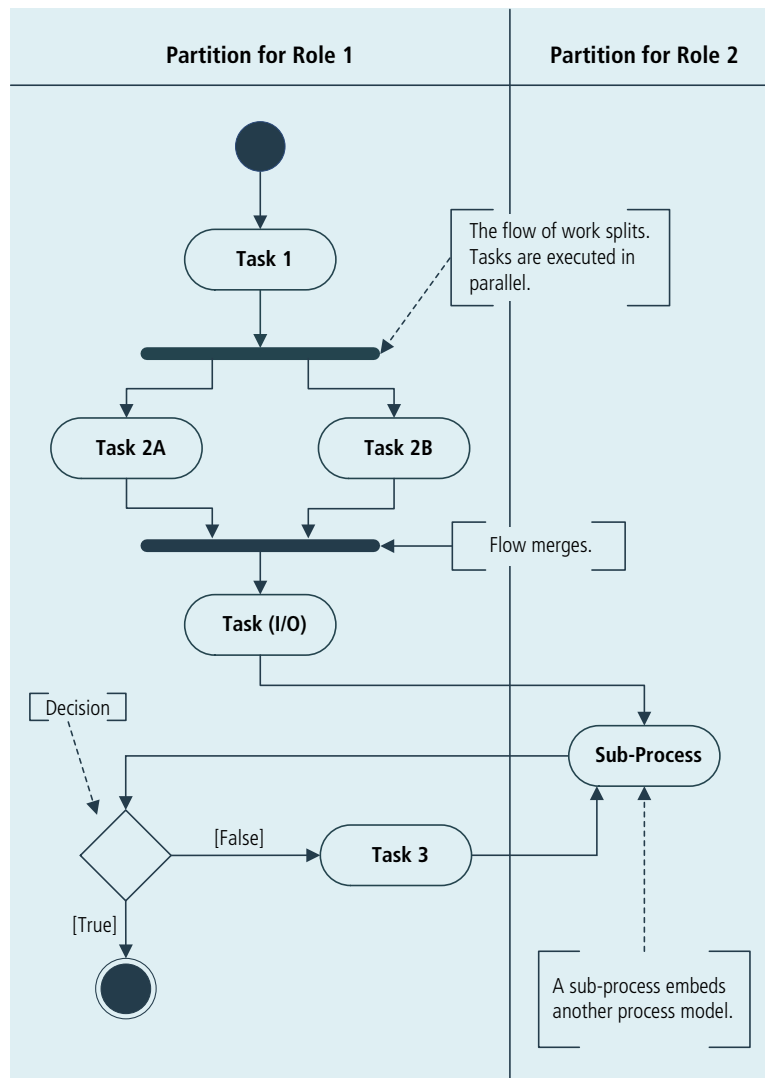 Partition for Role 1
Partition for Role 2
The flow of work splits.
Tasks are executed in
parallel.
Task 1
Task 2A
Task 2B
Flow merges.
Task (I/O)
Decision
Sub-Process
[False]
Task 3
[True]
A sub-process embeds
another process model.